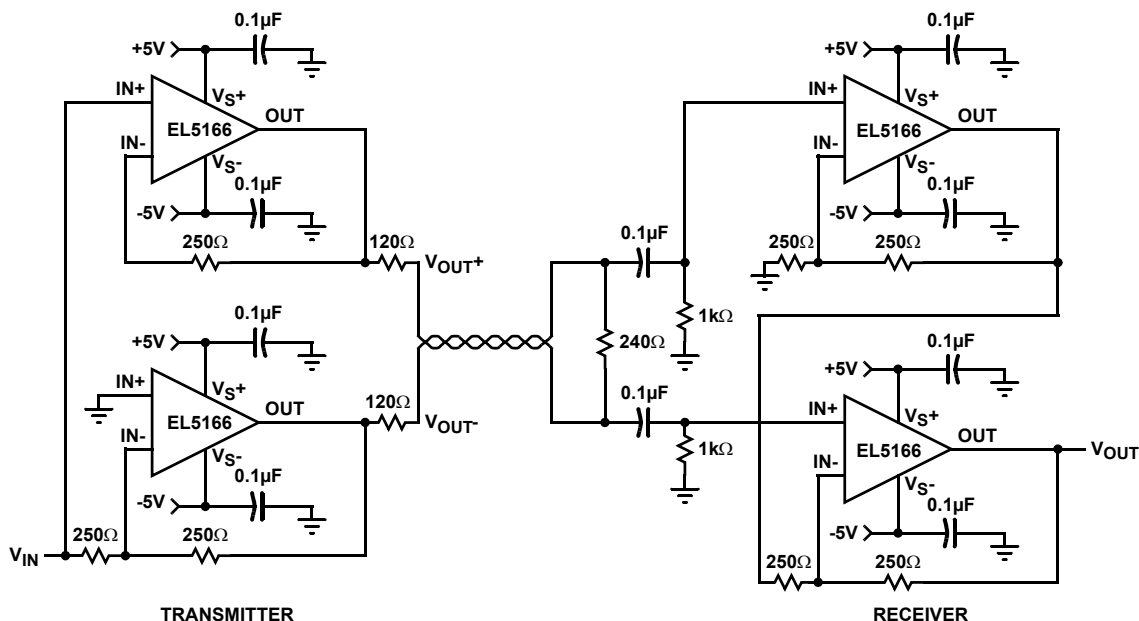 0.1µF
+5V
IN+
VS+
OUT
EL5166
IN-
VS-
0.1µF
-5V
250Ω
120Ω
VOUT+
0.1µF
+5V
IN+
VS+
OUT
EL5166
IN-
VS-
0.1µF
-5V
120Ω
VOUT-
250Ω
250Ω
VIN
TRANSMITTER
0.1µF
1kΩ
240Ω
0.1µF
1kΩ
0.1µF
+5V
IN+
VS+
OUT
EL5166
IN-
VS-
0.1µF
-5V
250Ω
250Ω
0.1µF
+5V
IN+
VS+
OUT
EL5166
IN-
VS-
0.1µF
-5V
VOUT
250Ω
250Ω
RECEIVER